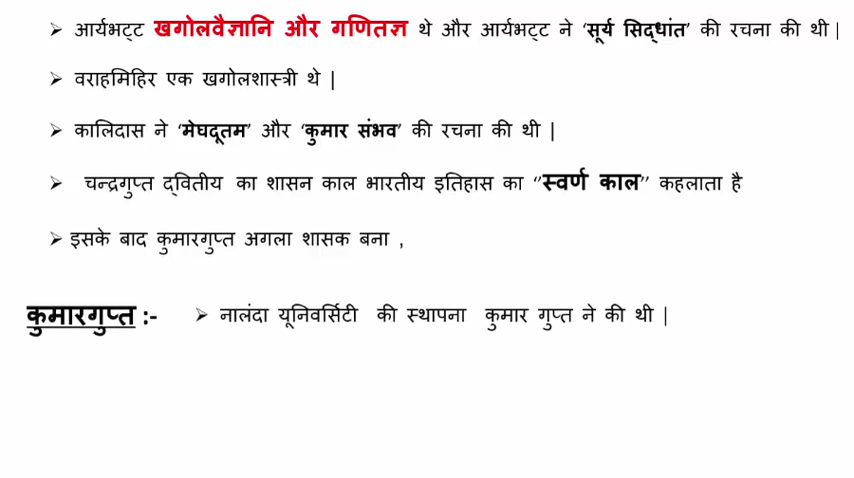 ➢ आर्यभट्ट खगोलवैज्ञानि और गणितज्ञ थे और आर्यभट्ट ने ‘सूर्य सिद्धांत’ की रचना की थी |
➢ वराहमिहिर एक खगोलशास्त्री थे |
➢ कालिदास ने ‘मेघदूतम’ और ‘कुमार संभव’ की रचना की थी |
➢ चन्द्रगुप्त द्वितीय का शासन काल भारतीय इतिहास का ‘‘स्वर्ण काल’’ कहलाता है
➢ इसके बाद कुमारगुप्त अगला शासक बना ,
कुमारगुप्त :- ➢ नालंदा यूनिवर्सिटी की स्थापना कुमार गुप्त ने की थी |